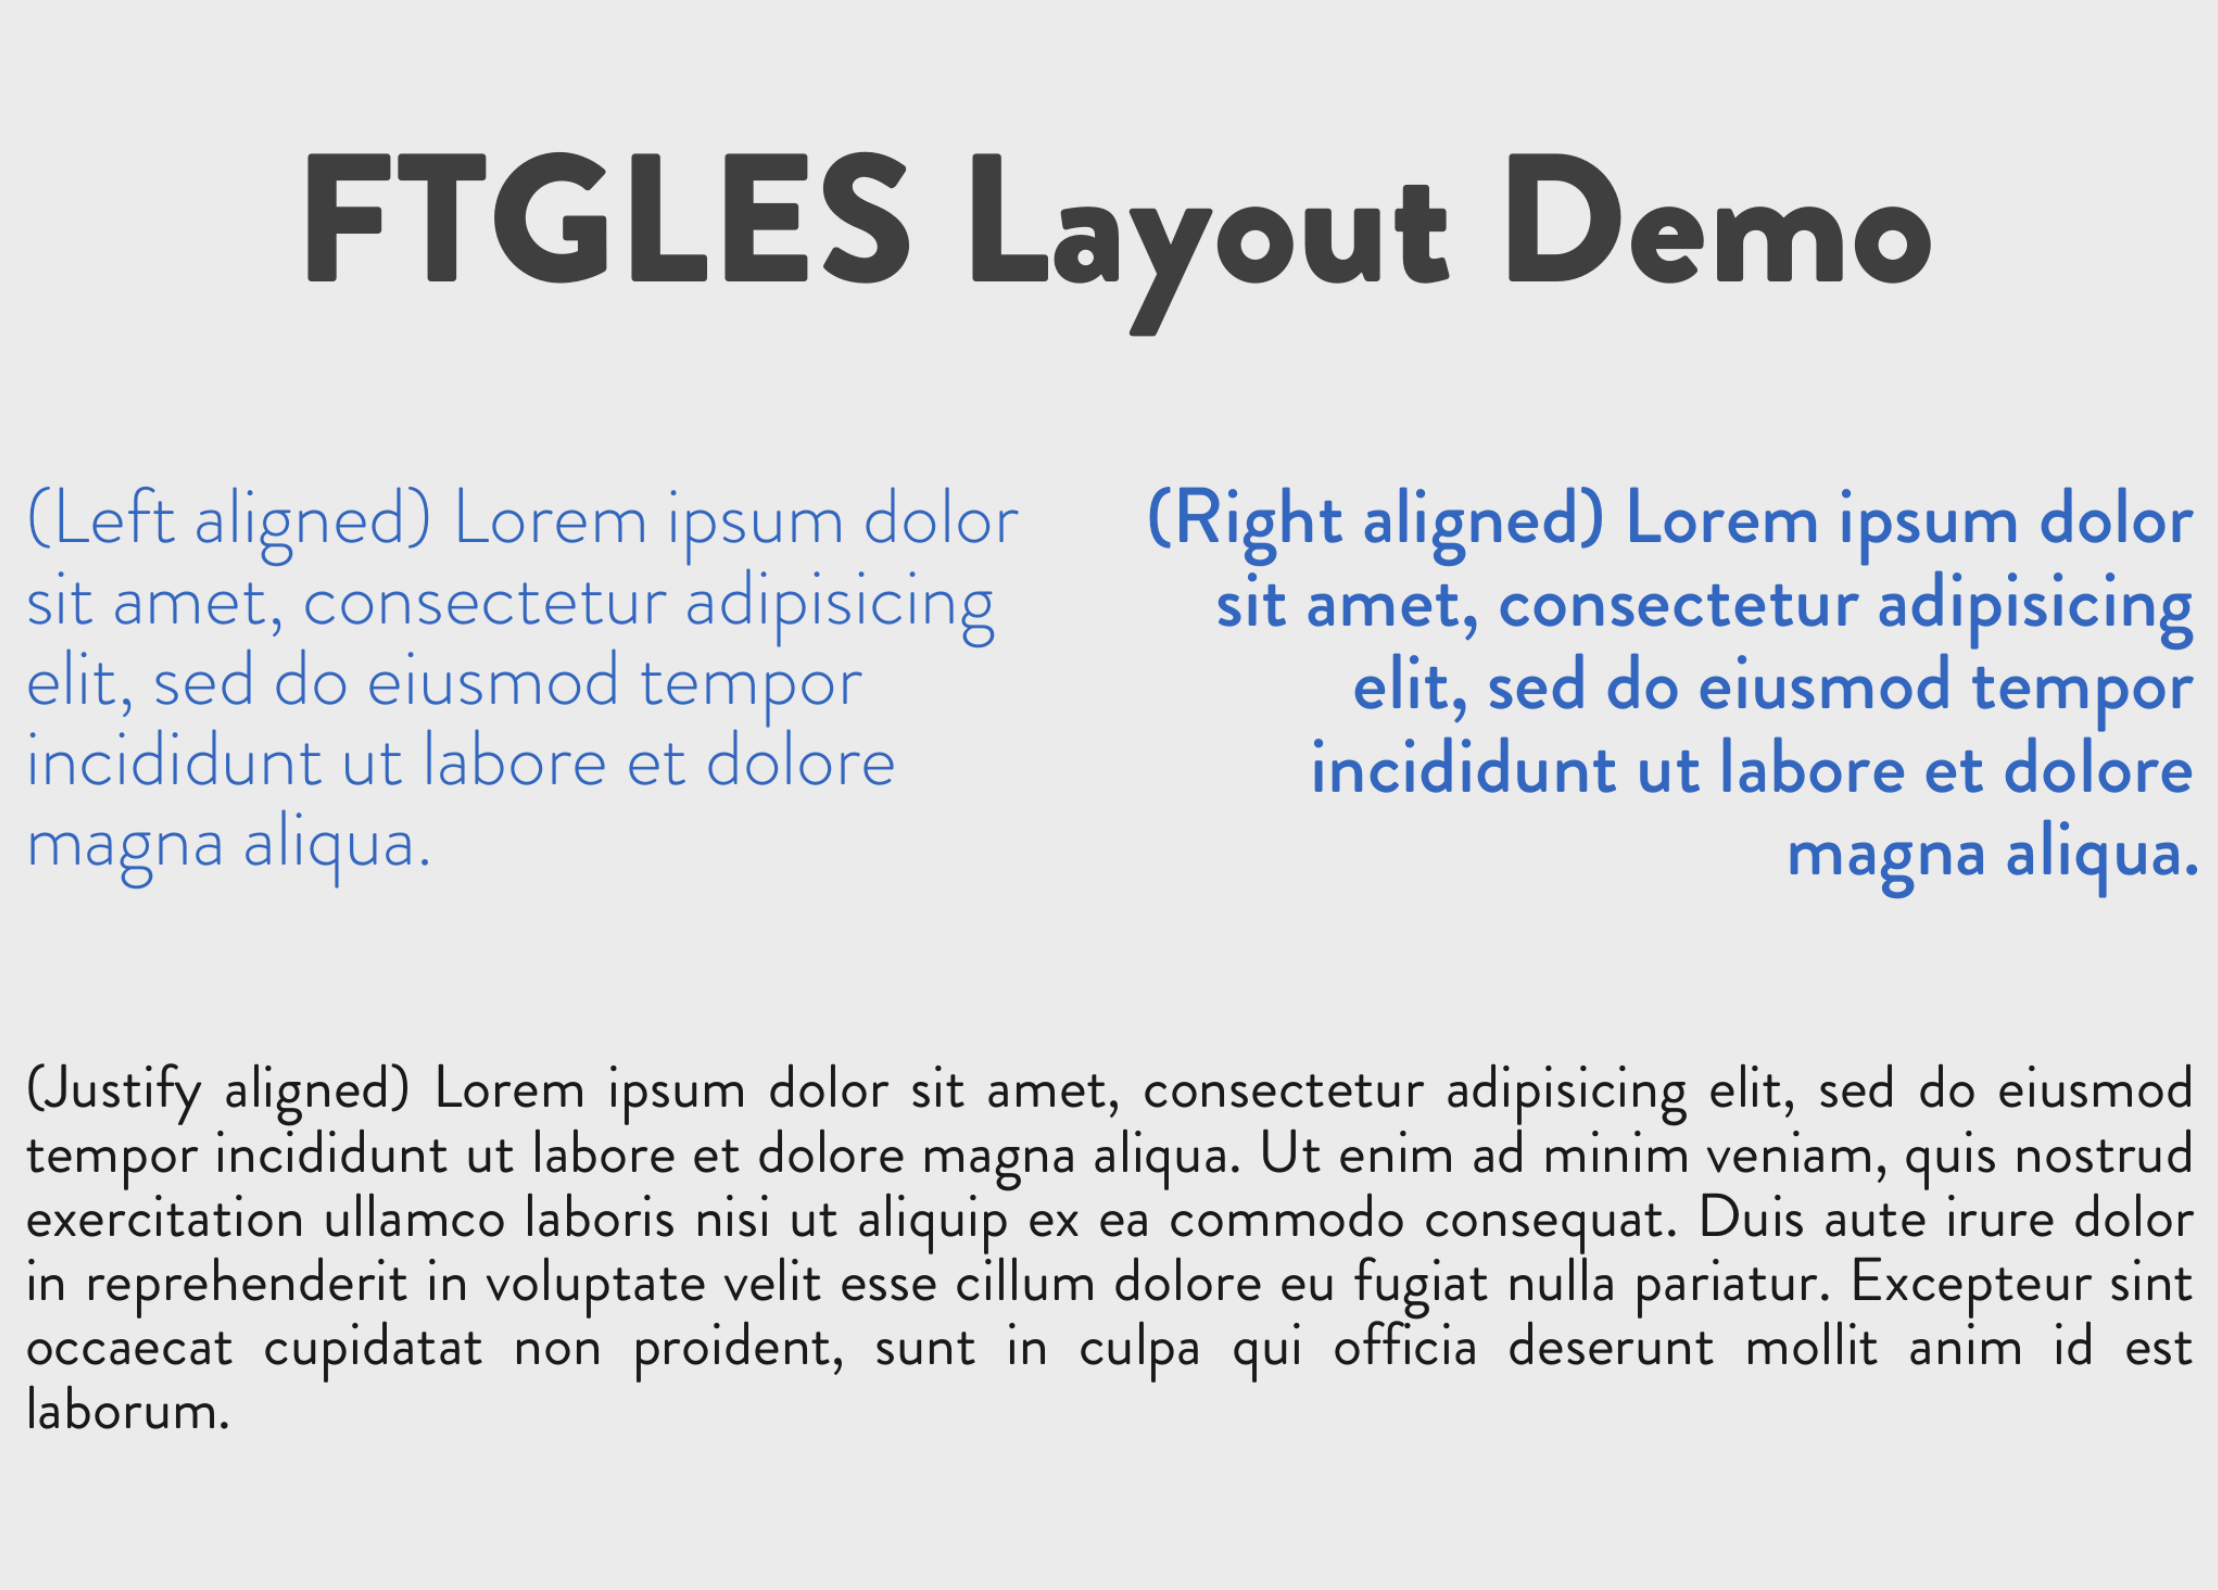 FTGLES Layout Demo
(Left aligned) Lorem ipsum dolor
sit amet, consectetur adipisicing
elit, sed do eiusmod tempor
incididunt ut labore et dolore
magna aliqua.
(Right aligned) Lorem ipsum dolor
sit amet, consectetur adipisicing
elit, sed do eiusmod tempor
incididunt ut labore et dolore
magna aliqua.
(Justify aligned) Lorem ipsum dolor sit amet, consectetur adipisicing elit, sed do eiusmod
tempor incididunt ut labore et dolore magna aliqua. Ut enim ad minim veniam, quis nostrud
exercitation ullamco laboris nisi ut aliquip ex ea commodo consequat. Duis aute irure dolor
in reprehenderit in voluptate velit esse cillum dolore eu fugiat nulla pariatur. Excepteur sint
occaecat cupidatat non proident, sunt in culpa qui officia deserunt mollit anim id est
laborum.